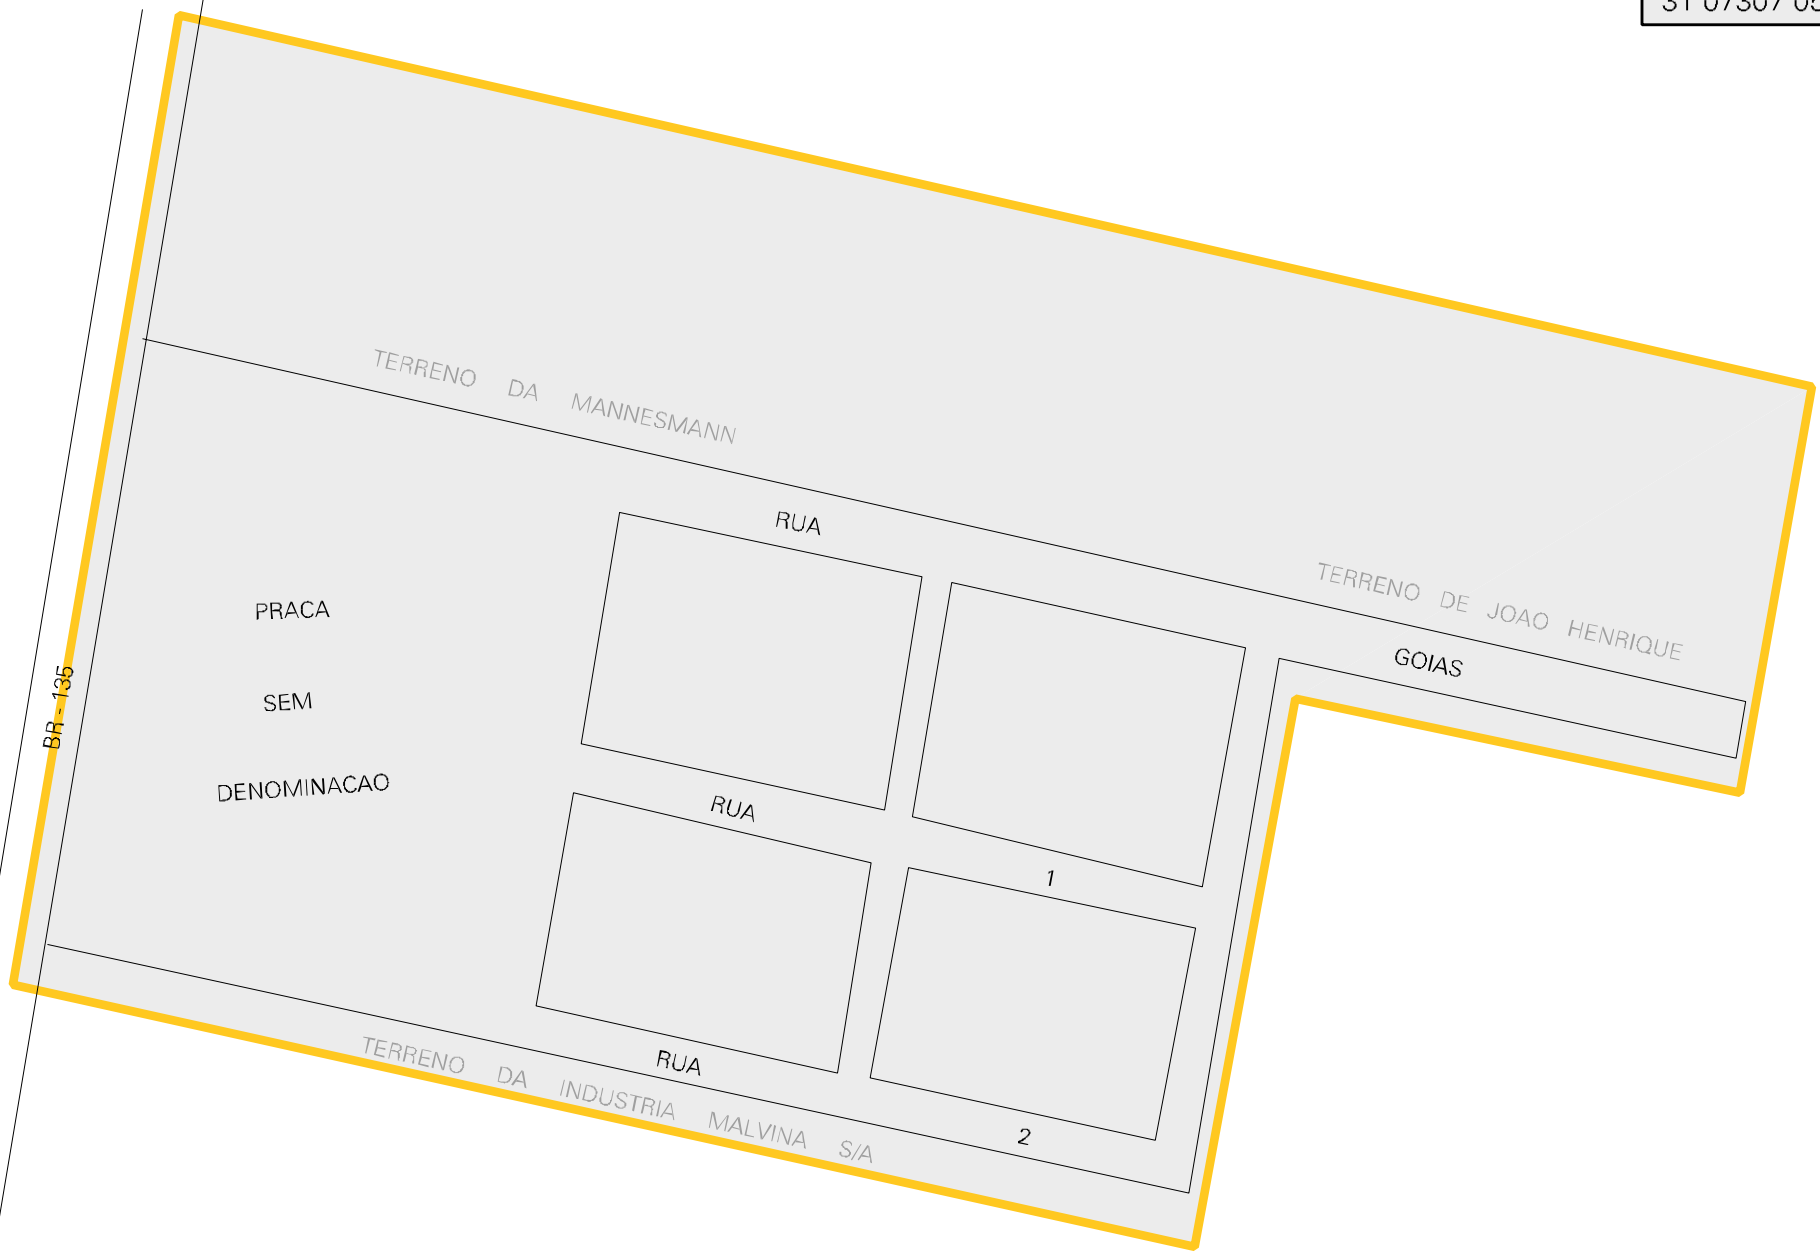 TERRENO DA MANNESMANN
RUA GOIAS
TERRENO DE JOAO HENRIQUE
PRACA
SEM
DENOMINACAO
BR - 135
RUA 1
RUA 2
TERRENO DA INDUSTRIA MALVINA S/A